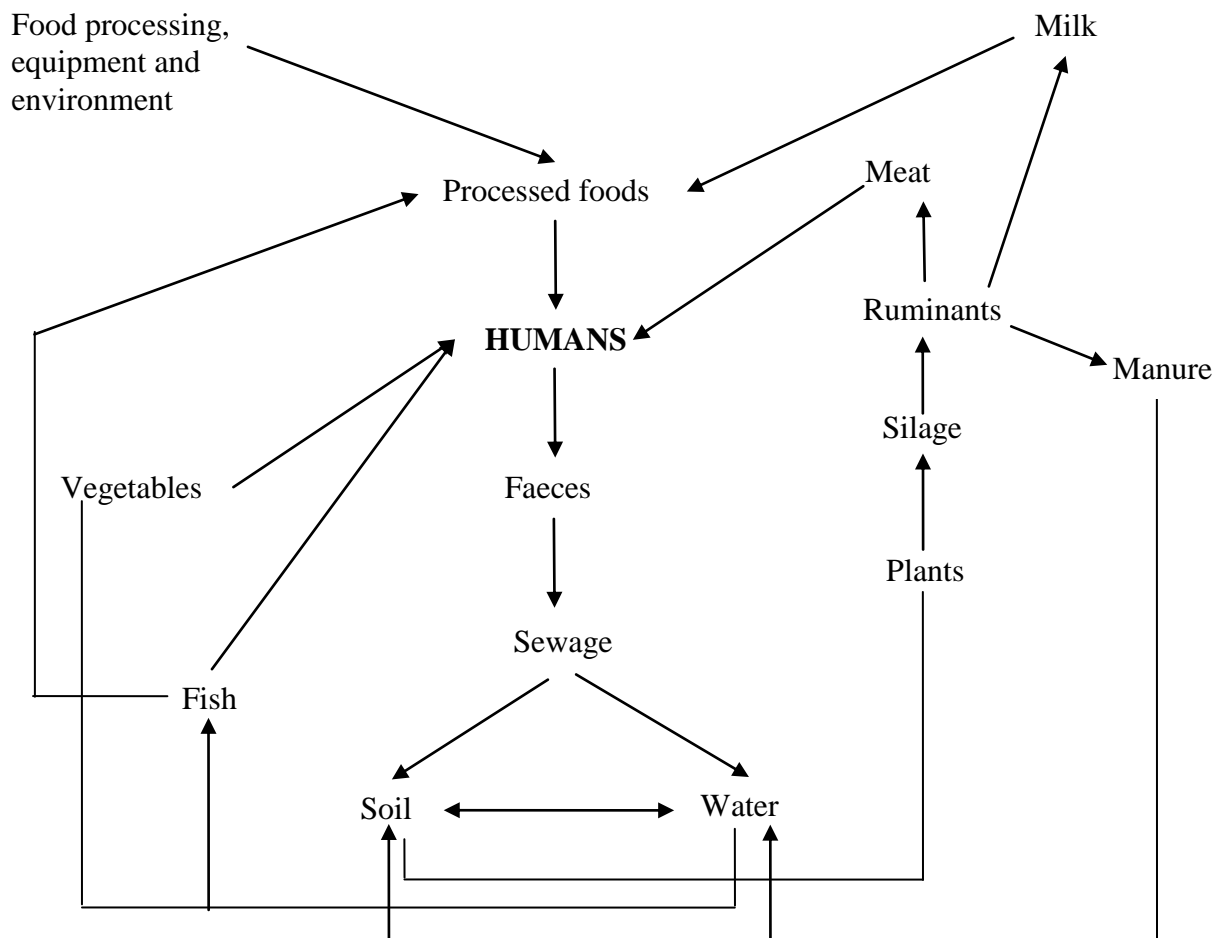 Food processing,
equipment and
environment
Milk
Meat
Processed foods
Ruminants
HUMANS
Manure
Silage
Vegetables
Faeces
Plants
Sewage
Fish
Soil
Water